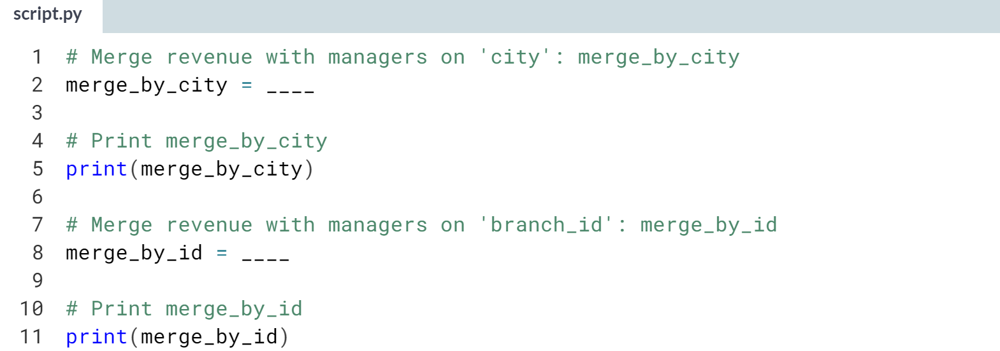 script.py
1 # Merge revenue with managers on 'city': merge_by_city
2 merge_by_city = ____
3
4 # Print merge_by_city
5 print(merge_by_city)
6
7 # Merge revenue with managers on 'branch_id': merge_by_id
8 merge_by_id = ____
9
10 # Print merge_by_id
11 print(merge_by_id)